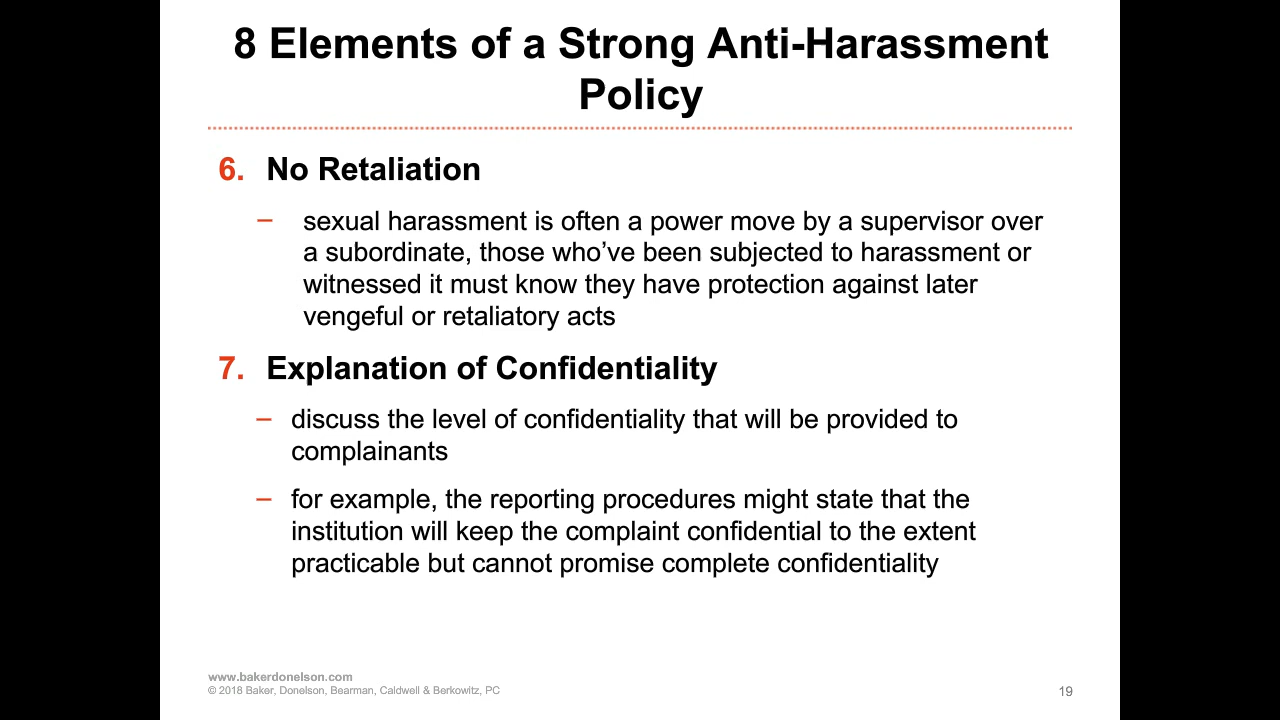 8 Elements of a Strong Anti-Harassment
Policy
6. No Retaliation
– sexual harassment is often a power move by a supervisor over
a subordinate, those who’ve been subjected to harassment or
witnessed it must know they have protection against later
vengeful or retaliatory acts
7. Explanation of Confidentiality
– discuss the level of confidentiality that will be provided to
complainants
– for example, the reporting procedures might state that the
institution will keep the complaint confidential to the extent
practicable but cannot promise complete confidentiality
www.bakerdonelson.com
© 2018 Baker, Donelson, Bearman, Caldwell & Berkowitz, PC
19